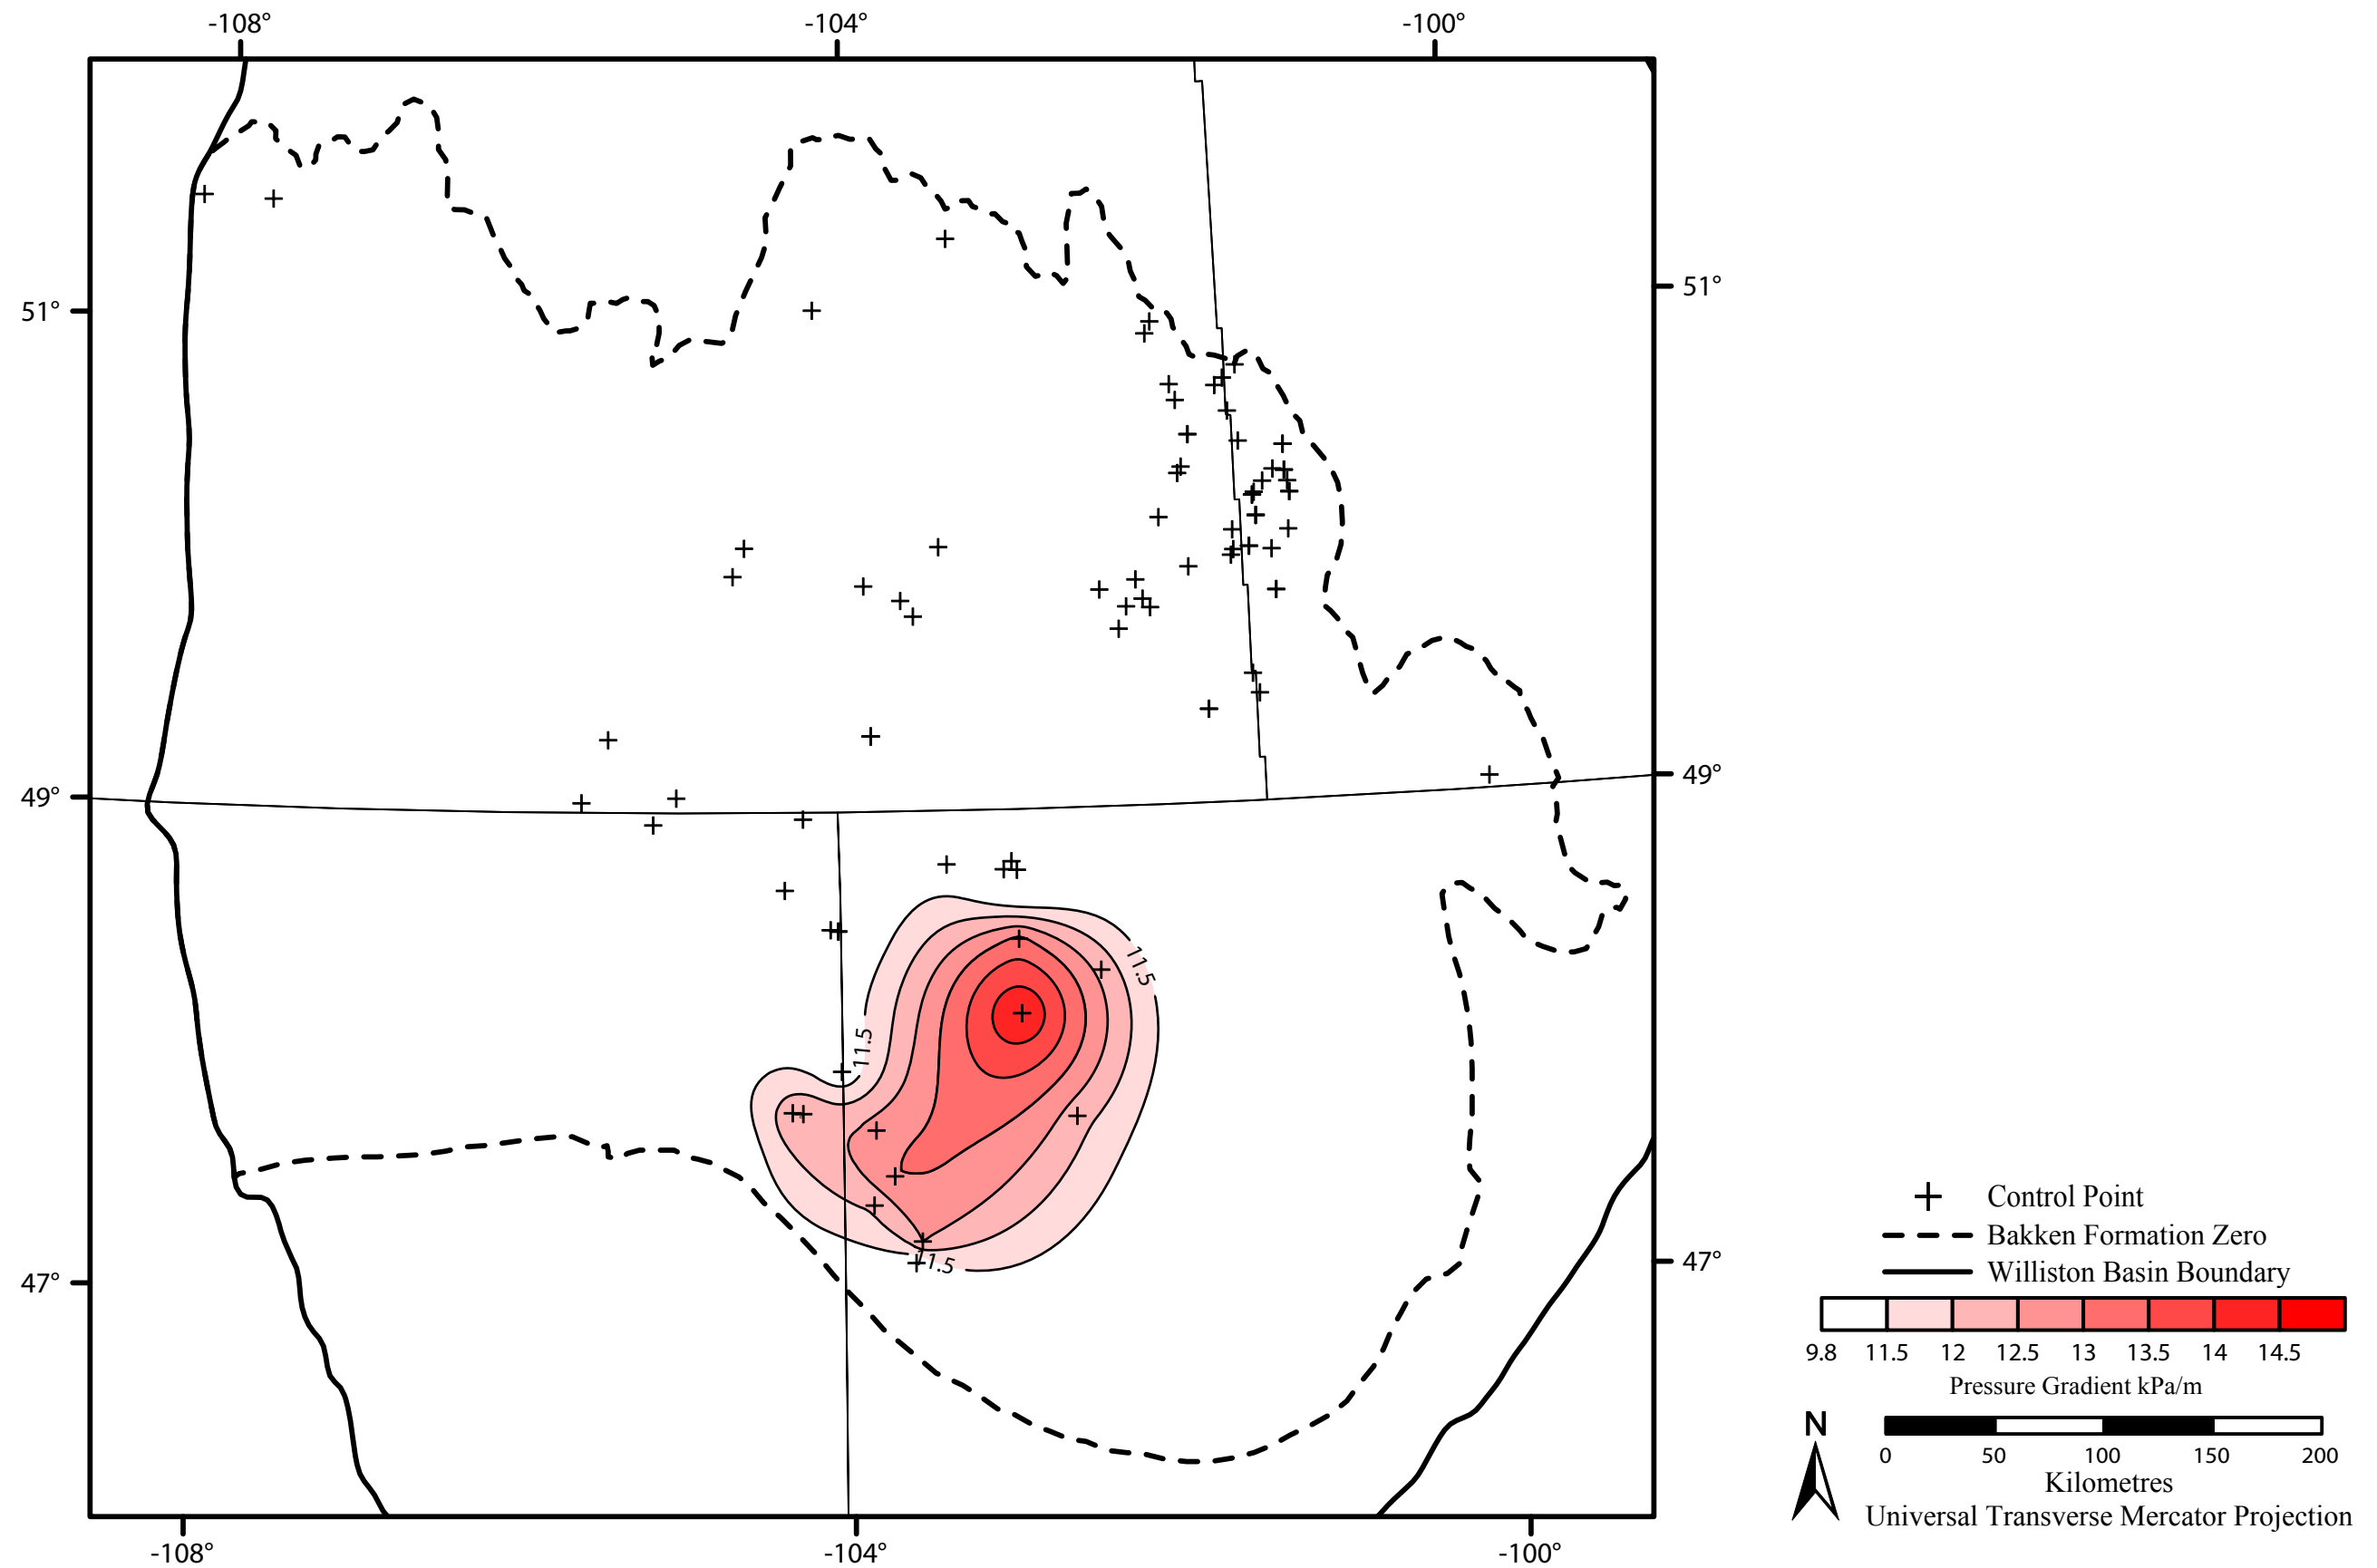 -108°
-104°
-100°
51°
51°
49°
49°
11.5
11.5
11.5
47°
47°
-108°
-104°
-100°
Control Point
Bakken Formation Zero
Williston Basin Boundary
9.8 11.5 12 12.5 13 13.5 14 14.5
Pressure Gradient kPa/m
N
0 50 100 150 200
Kilometres
Universal Transverse Mercator Projection